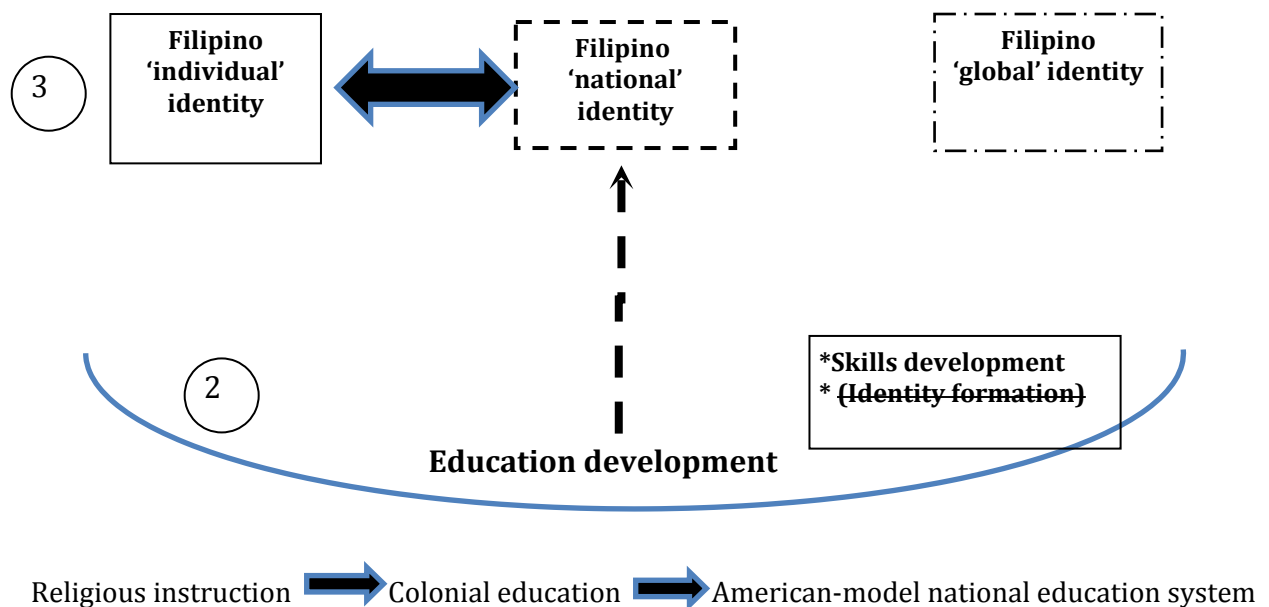 3
Filipino
‘individual’
identity
Filipino
‘national’
identity
Filipino
‘global’ identity
2
*Skills development
* (Identity formation)
Education development
Religious instruction Colonial education American-model national education system